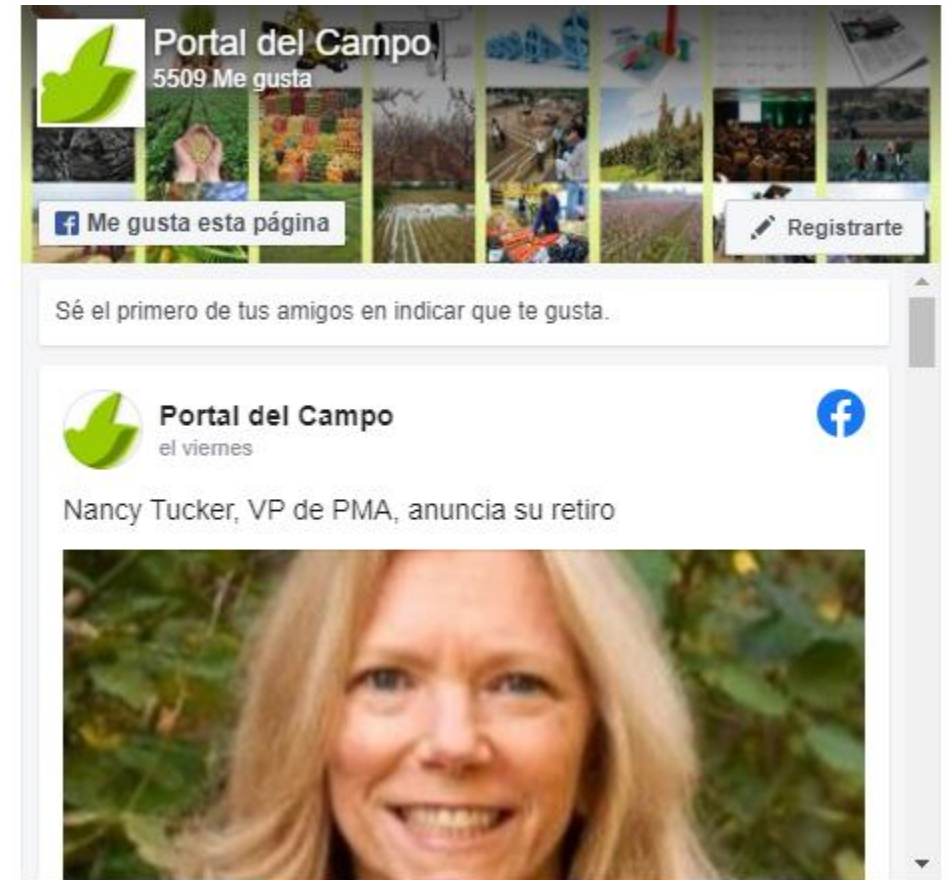 Portal del Campo
5509 Me gusta
Me gusta esta página
Registrarte
Sé el primero de tus amigos en indicar que te gusta.
Portal del Campo
el viernes
Nancy Tucker, VP de PMA, anuncia su retiro